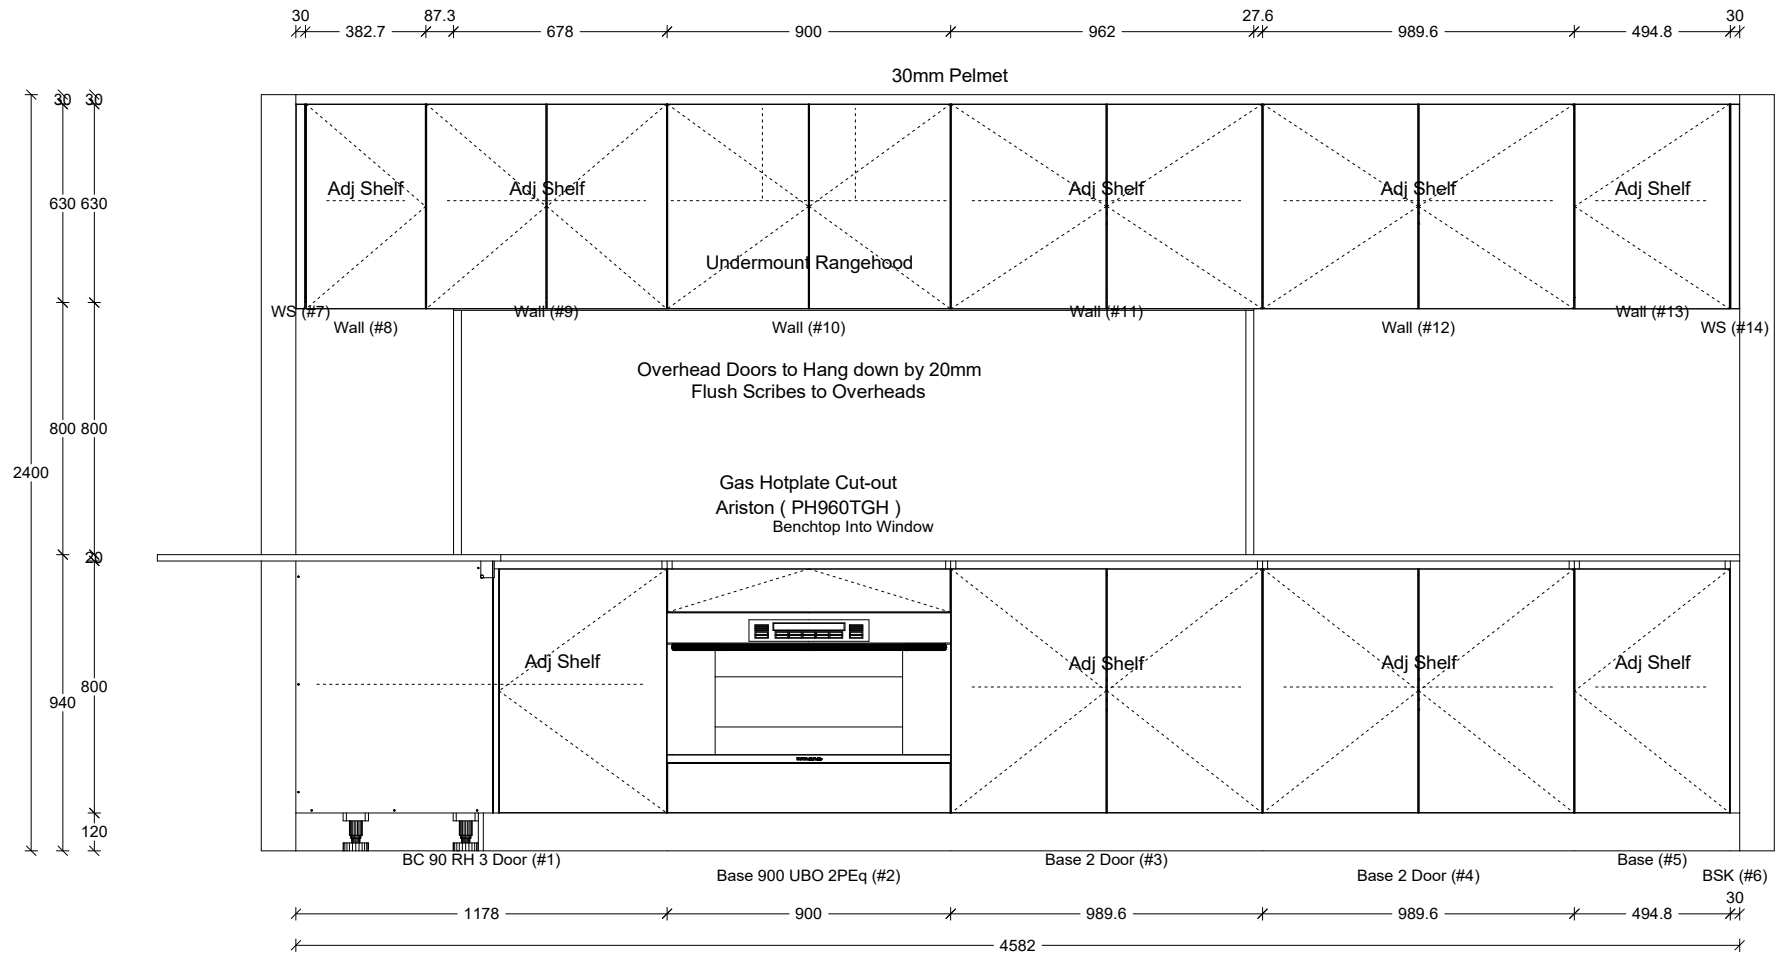 30 87.3 27.6 30
382.7 678 900 962 989.6 494.8
30mm Pelmet
30 30
Adj Shelf Adj Shelf Adj Shelf Adj Shelf Adj Shelf
630 630
Undermount Rangehood
WS (#7) Wall (#9) Wall (#11) Wall (#13)
Wall (#8) Wall (#10) Wall (#12) WS (#14)
Overhead Doors to Hang down by 20mm
Flush Scribes to Overheads
800 800
2400
Gas Hotplate Cut-out
Ariston ( PH960TGH )
Benchtop Into Window
20
Adj Shelf Adj Shelf Adj Shelf Adj Shelf
800
940
120
BC 90 RH 3 Door (#1) Base 2 Door (#3) Base (#5)
Base 900 UBO 2PEq (#2) Base 2 Door (#4) BSK (#6)
30
1178 900 989.6 989.6 494.8
4582